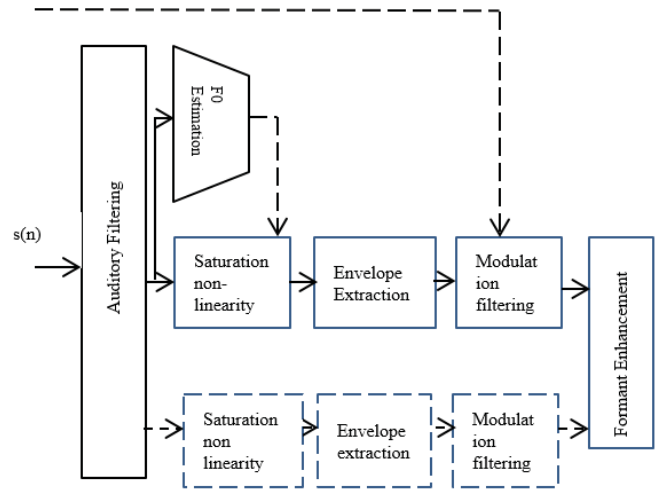 s(n)
Auditory Filtering
F0
Estimation
Saturation
non-
linearity
Envelope
Extraction
Modulat
ion
filtering
Formant Enhancement
Saturation
non
linearity
Envelope
extraction
Modulat
ion
filtering